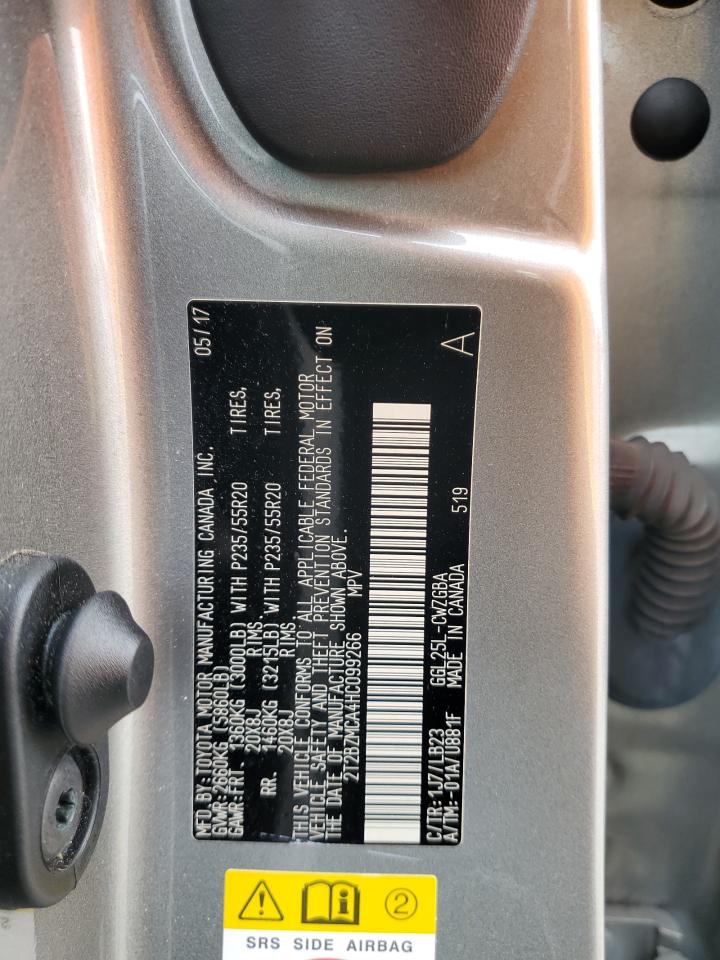 MFD.BY:TOYOTA MOTOR MANUFACTURING CANADA, INC. 05/17
GVWR:2660KG (5860LB)
GAWR:FRT. 1360KG (3000LB) WITH P235/55R20 TIRES,
20X8J RIMS,
RR. 1460KG (3215LB) WITH P235/55R20 TIRES,
20X8J RIMS.
THIS VEHICLE CONFORMS TO ALL APPLICABLE FEDERAL MOTOR
VEHICLE SAFETY AND THEFT PREVENTION STANDARDS IN EFFECT ON
THE DATE OF MANUFACTURE SHOWN ABOVE.
2T2BZMCA4HC099266 MPV
C/TR:1J7/LB23 GGL25L-CWZGBA
A/TM:-011A/U881F MADE IN CANADA 519 A
2
SRS SIDE AIRBAG